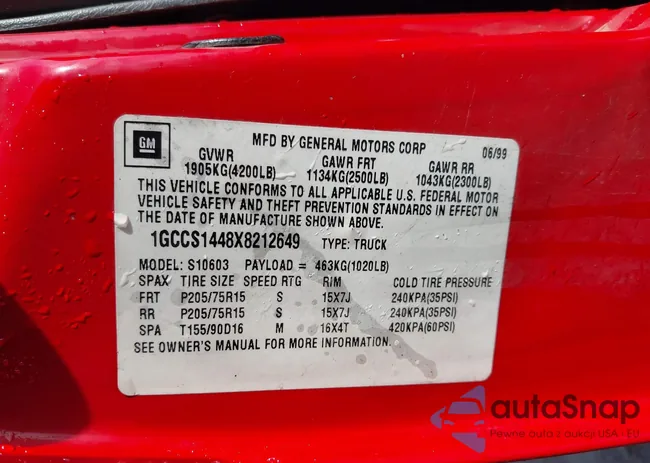 GM
MFD BY GENERAL MOTORS CORP 06/99
GVWR GAWR FRT GAWR RR
1905KG(4200LB) 1134KG(2500LB) 1043KG(2300LB)
THIS VEHICLE CONFORMS TO ALL APPLICABLE U.S. FEDERAL MOTOR
VEHICLE SAFETY AND THEFT PREVENTION STANDARDS IN EFFECT ON
THE DATE OF MANUFACTURE SHOWN ABOVE.
1GCCS1448X8212649 TYPE: TRUCK
MODEL: S10603 PAYLOAD = 463KG(1020LB)
SPAX TIRE SIZE SPEED RTG RIM COLD TIRE PRESSURE
FRT P205/75R15 S 15X7J 240KPA(35PSI)
RR P205/75R15 S 15X7J 240KPA(35PSI)
SPA T155/90D16 M 16X4T 420KPA(60PSI)
SEE OWNER'S MANUAL FOR MORE INFORMATION.
autaSnap
Pewne auta z aukcji USA - EU